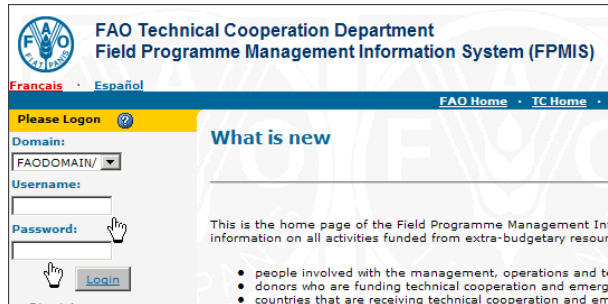 FAO Technical Cooperation Department
Field Programme Management Information System (FPMIS)
FAO
FIAT PANIS
Français · Español
FAO Home · TC Home ·
Please Logon ?
Domain:
FAODOMAIN/
Username:
Password:
Login
What is new
This is the home page of the Field Programme Management In
information on all activities funded from extra-budgetary resou
• people involved with the management, operations and t
• donors who are funding technical cooperation and emerg
• countries that are receiving technical cooperation and em